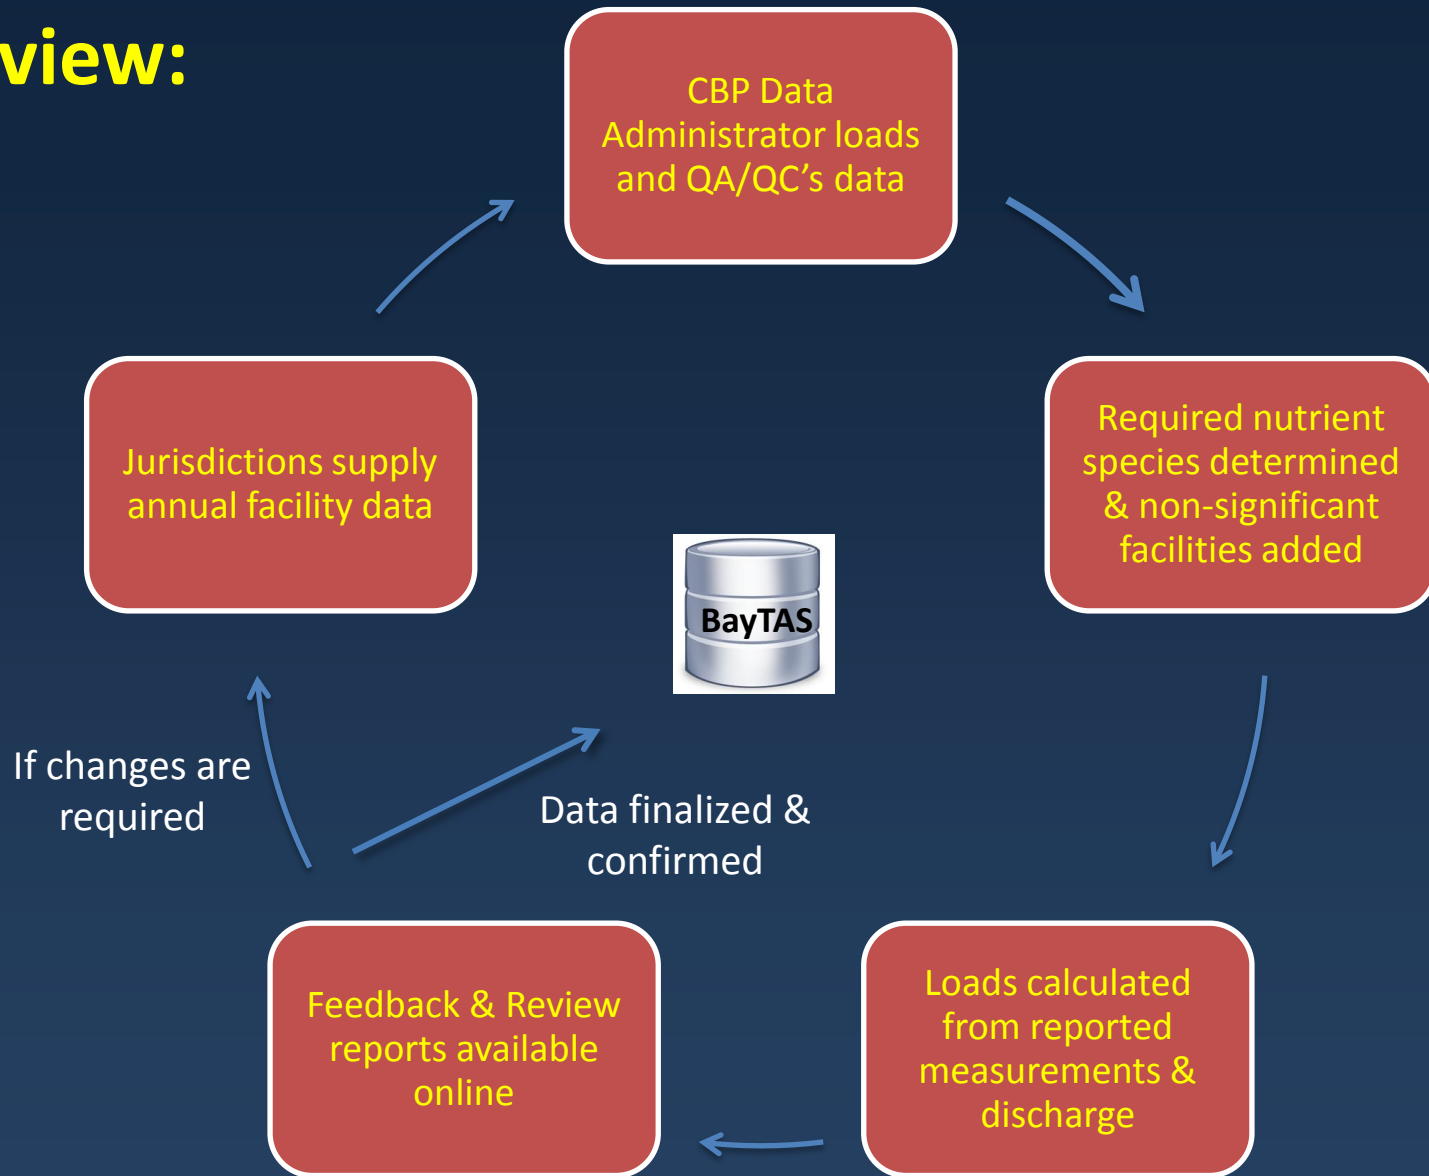 view:
CBP Data
Administrator loads
and QA/QC’s data
Required nutrient
species determined
& non-significant
facilities added
Jurisdictions supply
annual facility data
BayTAS
If changes are
required
Data finalized &
confirmed
Feedback & Review
reports available
online
Loads calculated
from reported
measurements &
discharge